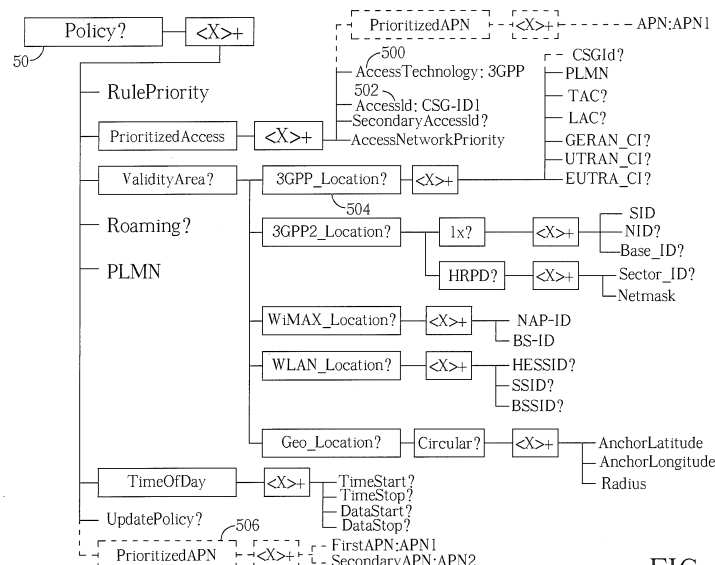 PrioritizedAPN <X>+ APN:APN1
Policy? <X>+
50
500
AccessTechnology: 3GPP
502
AccessId: CSG-ID1
SecondaryAccessId?
AccessNetworkPriority
CSGId?
PLMN
TAC?
LAC?
GERAN_CI?
UTRAN_CI?
EUTRA_CI?
RulePriority
PrioritizedAccess <X>+
ValidityArea? 3GPP_Location? <X>+
504
Roaming?
3GPP2_Location? 1x? <X>+
SID
NID?
Base_ID?
PLMN
HRPD? <X>+ Sector_ID?
Netmask
WiMAX_Location? <X>+ NAP-ID
BS-ID
WLAN_Location? <X>+ HESSID?
SSID?
BSSID?
Geo_Location? Circular? <X>+ AnchorLatitude
AnchorLongitude
Radius
TimeOfDay <X>+ TimeStart?
TimeStop?
DataStart?
DataStop?
UpdatePolicy?
506
PrioritizedAPN <X>+ FirstAPN:APN1
SecondaryAPN:APN2
FIG